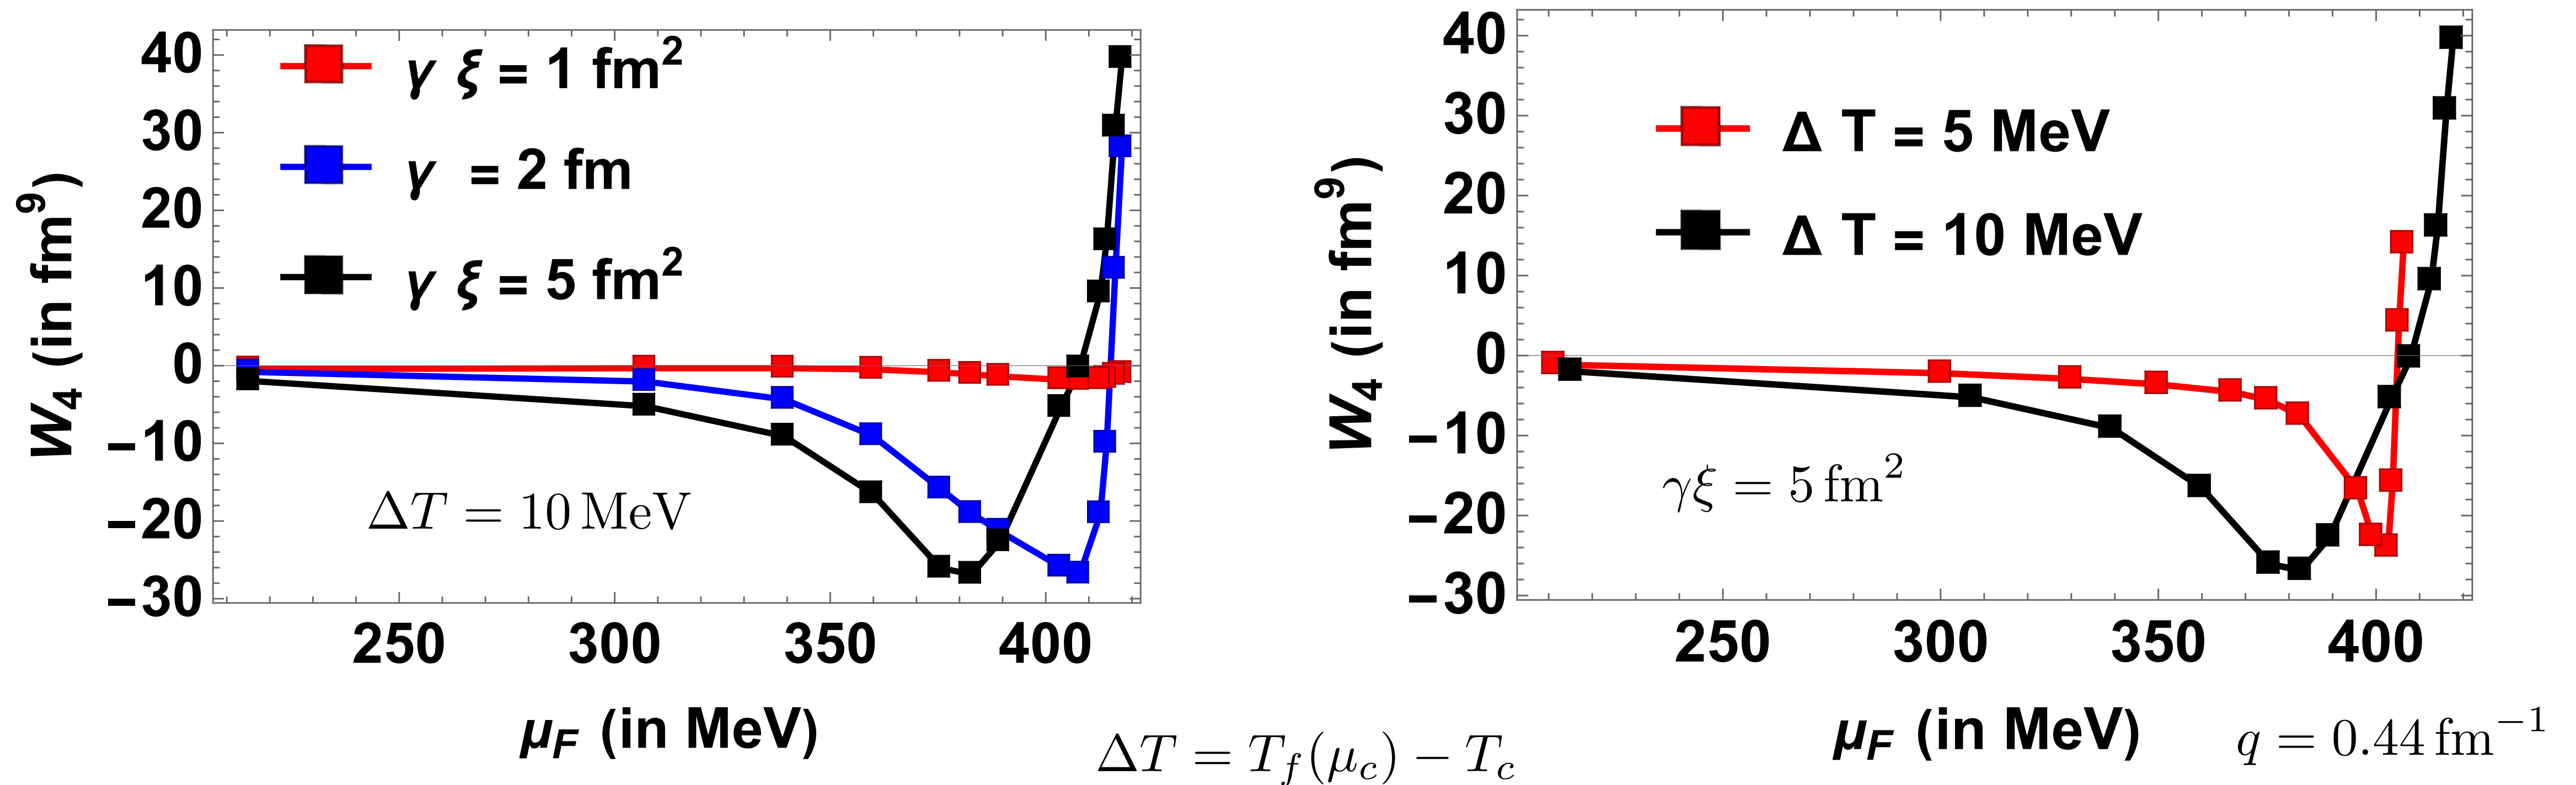 40
30
20
10
0
−10
−20
−30
W₄ (in fm⁹)
γ ξ = 1 fm²
γ = 2 fm
γ ξ = 5 fm²
ΔT = 10 MeV
250 300 350 400
μ_F (in MeV)
40
30
20
10
0
−10
−20
−30
W₄ (in fm⁹)
Δ T = 5 MeV
Δ T = 10 MeV
γξ = 5 fm²
250 300 350 400
μ_F (in MeV)
ΔT = T_f(μ_c) − T_c
q = 0.44 fm⁻¹